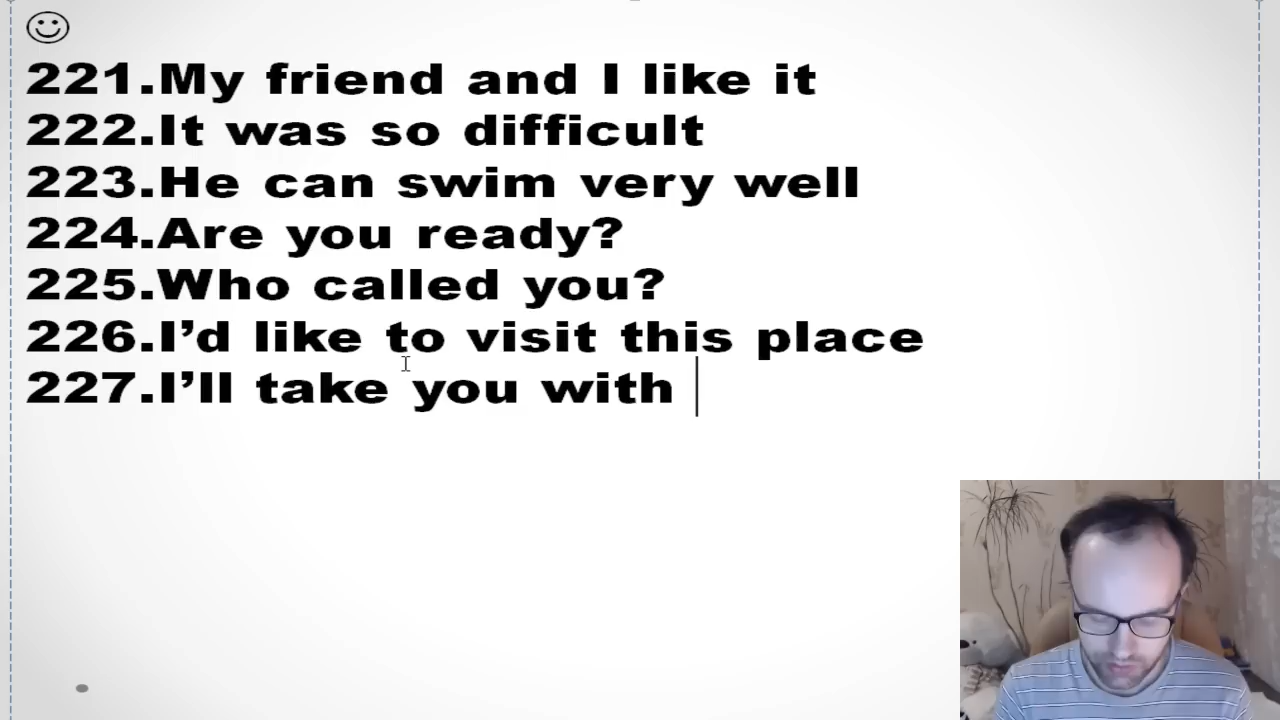 221.My friend and I like it
222.It was so difficult
223.He can swim very well
224.Are you ready?
225.Who called you?
226.I’d like to visit this place
227.I’ll take you with